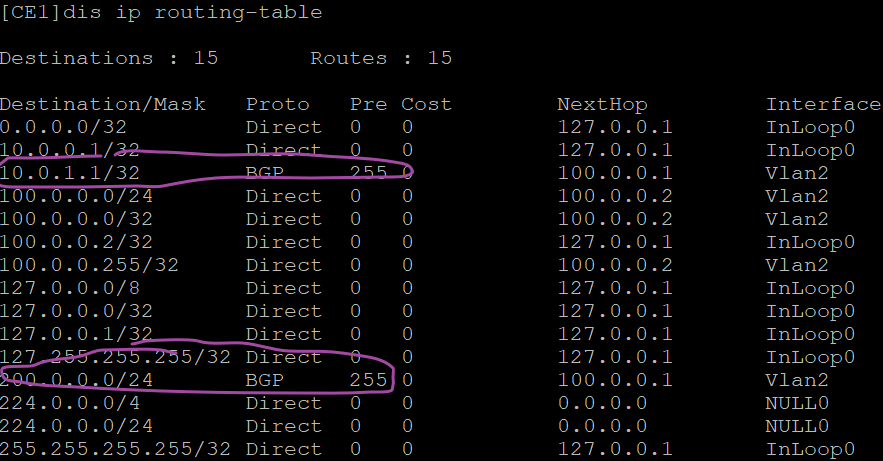 [CE1]dis ip routing-table
Destinations : 15        Routes : 15
Destination/Mask   Proto   Pre Cost        NextHop         Interface
0.0.0.0/32         Direct  0   0           127.0.0.1       InLoop0
10.0.0.1/32        Direct  0   0           127.0.0.1       InLoop0
10.0.1.1/32        BGP     255 0           100.0.0.1       Vlan2
100.0.0.0/24       Direct  0   0           100.0.0.2       Vlan2
100.0.0.0/32       Direct  0   0           100.0.0.2       Vlan2
100.0.0.2/32       Direct  0   0           127.0.0.1       InLoop0
100.0.0.255/32     Direct  0   0           100.0.0.2       Vlan2
127.0.0.0/8        Direct  0   0           127.0.0.1       InLoop0
127.0.0.0/32       Direct  0   0           127.0.0.1       InLoop0
127.0.0.1/32       Direct  0   0           127.0.0.1       InLoop0
127.255.255.255/32 Direct  0   0           127.0.0.1       InLoop0
200.0.0.0/24       BGP     255 0           100.0.0.1       Vlan2
224.0.0.0/4        Direct  0   0           0.0.0.0         NULL0
224.0.0.0/24       Direct  0   0           0.0.0.0         NULL0
255.255.255.255/32 Direct  0   0           127.0.0.1       InLoop0